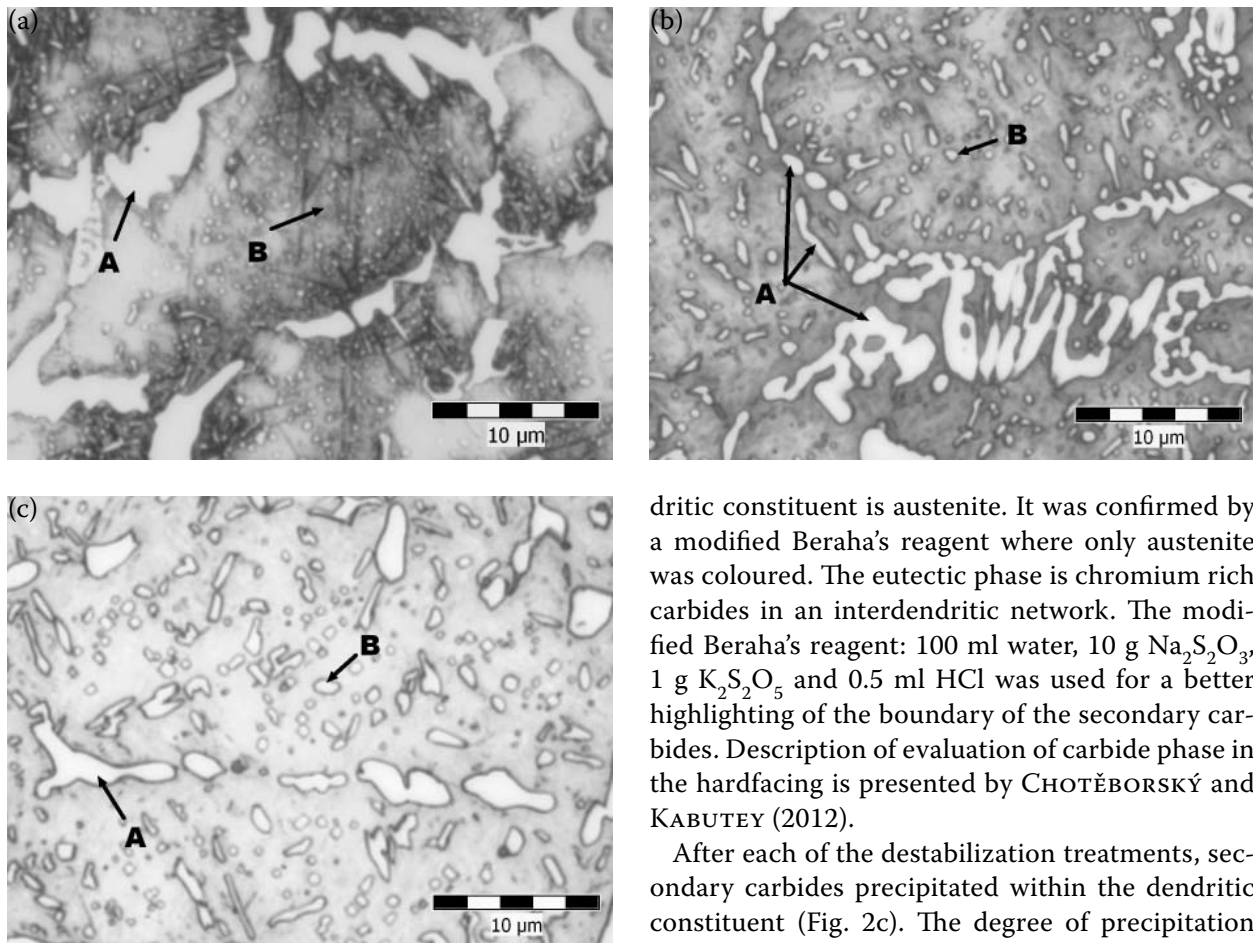 (a)
A
B
10 µm
(b)
B
A
10 µm
(c)
B
A
10 µm
dritic constituent is austenite. It was confirmed by
a modified Beraha's reagent where only austenite
was coloured. The eutectic phase is chromium rich
carbides in an interdendritic network. The modi-
fied Beraha's reagent: 100 ml water, 10 g Na₂S₂O₃,
1 g K₂S₂O₅ and 0.5 ml HCl was used for a better
highlighting of the boundary of the secondary car-
bides. Description of evaluation of carbide phase in
the hardfacing is presented by Chotěborský and
Kabutey (2012).
After each of the destabilization treatments, sec-
ondary carbides precipitated within the dendritic
constituent (Fig. 2c). The degree of precipitation